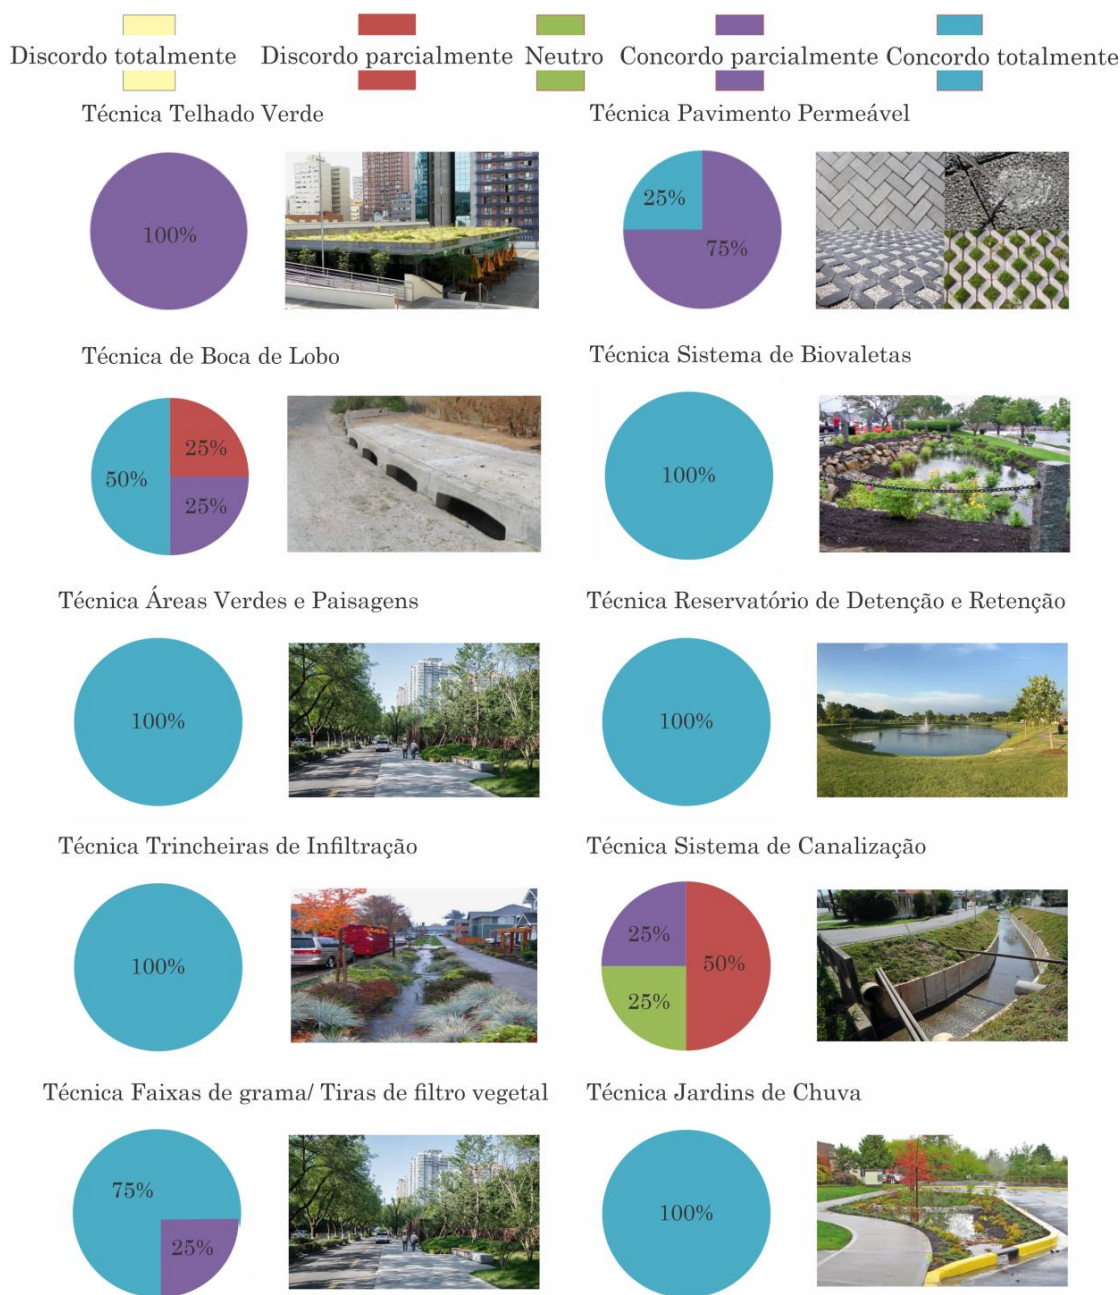 Discordo totalmente Discordo parcialmente Neutro Concordo parcialmente Concordo totalmente
Técnica Telhado Verde
100%
Técnica Pavimento Permeável
25%
75%
Técnica de Boca de Lobo
25%
50%
25%
Técnica Sistema de Biovaletas
100%
Técnica Áreas Verdes e Paisagens
100%
Técnica Reservatório de Detenção e Retenção
100%
Técnica Trincheiras de Infiltração
100%
Técnica Sistema de Canalização
25%
50%
25%
Técnica Faixas de grama/ Tiras de filtro vegetal
75%
25%
Técnica Jardins de Chuva
100%